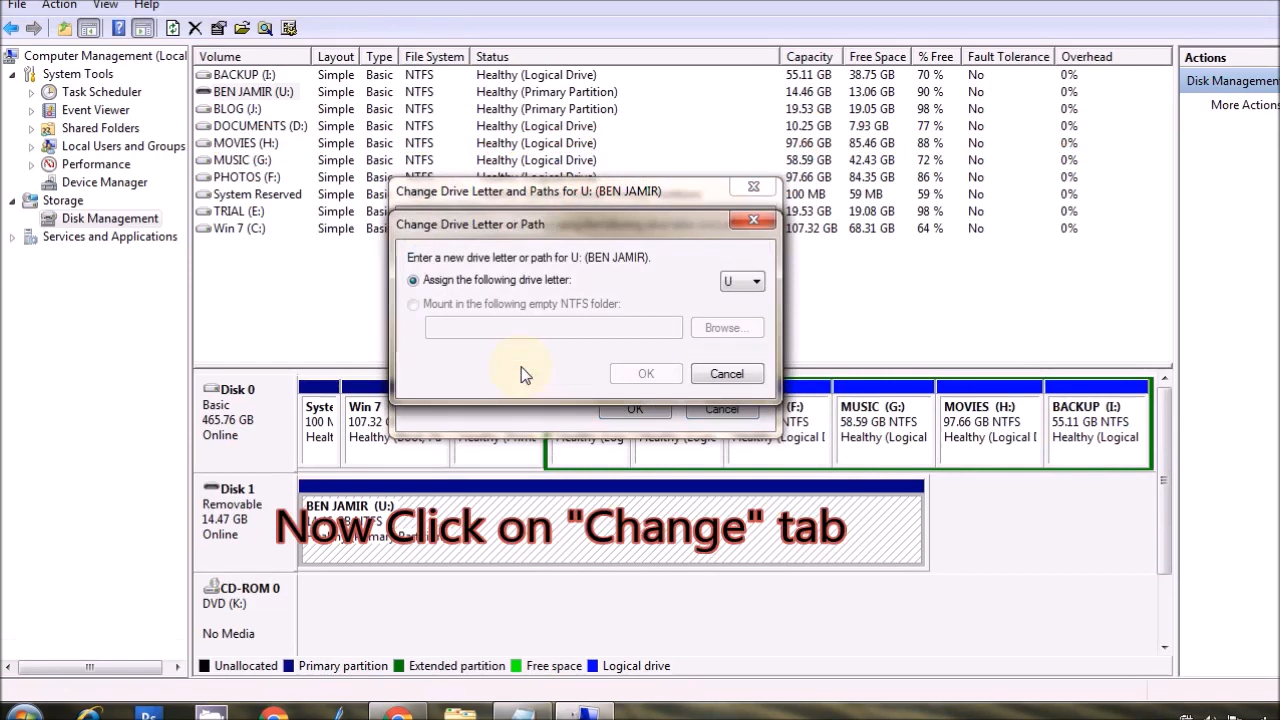 File Action View Help
Computer Management (Local
System Tools
Task Scheduler
Event Viewer
Shared Folders
Local Users and Groups
Performance
Device Manager
Storage
Disk Management
Services and Applications
Volume Layout Type File System Status Capacity Free Space % Free Fault Tolerance Overhead
BACKUP (I:) Simple Basic NTFS Healthy (Logical Drive) 55.11 GB 38.75 GB 70 % No 0%
BEN JAMIR (U:) Simple Basic NTFS Healthy (Primary Partition) 14.46 GB 13.06 GB 90 % No 0%
BLOG (J:) Simple Basic NTFS Healthy (Primary Partition) 19.53 GB 19.05 GB 98 % No 0%
DOCUMENTS (D:) Simple Basic NTFS Healthy (Logical Drive) 10.25 GB 7.93 GB 77 % No 0%
MOVIES (H:) Simple Basic NTFS Healthy (Logical Drive) 97.66 GB 85.46 GB 88 % No 0%
MUSIC (G:) Simple Basic NTFS Healthy (Logical Drive) 58.59 GB 42.43 GB 72 % No 0%
PHOTOS (F:) Simple 97.66 GB 84.35 GB 86 % No 0%
System Reserved Simple 100 MB 59 MB 59 % No 0%
TRIAL (E:) Simple 19.53 GB 19.08 GB 98 % No 0%
Win 7 (C:) Simple 107.32 GB 68.31 GB 64 % No 0%
Actions
Disk Management
More Actions
Change Drive Letter and Paths for U: (BEN JAMIR)
Change Drive Letter or Path
Enter a new drive letter or path for U: (BEN JAMIR).
Assign the following drive letter: U
Mount in the following empty NTFS folder:
Browse...
OK Cancel
OK Cancel
Disk 0
Basic
465.76 GB
Online
Syste
100 N
Healt
Win 7
107.32
Healthy
(F:)
MUSIC (G:)
58.59 GB NTFS
Healthy (Logical
MOVIES (H:)
97.66 GB NTFS
Healthy (Logical D
BACKUP (I:)
55.11 GB NTFS
Healthy (Logical
Disk 1
Removable
14.47 GB
Online
BEN JAMIR (U:)
Now Click on "Change" tab
CD-ROM 0
DVD (K:)
No Media
Unallocated Primary partition Extended partition Free space Logical drive